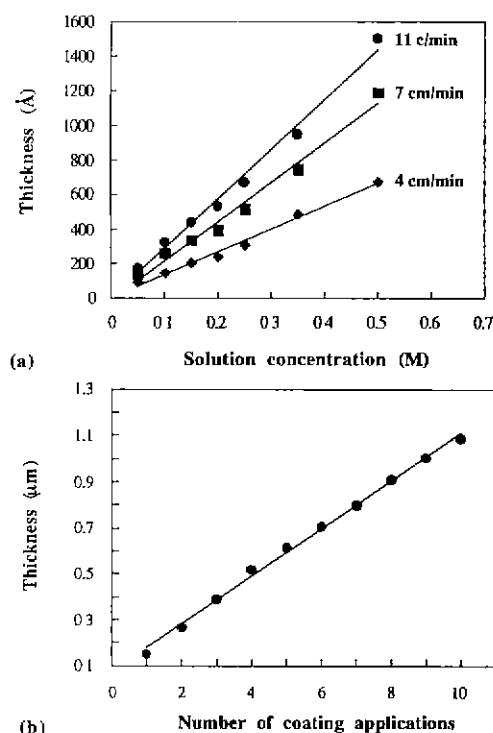 1600
1400
1200
1000
800
600
400
200
0
Thickness (Å)
11 c/min
7 cm/min
4 cm/min
0 0 1 0.2 0 3 0 4 0.5 0.6 0.7
(a) Solution concentration (M)
1.3
1.1
0.9
0.7
0.5
0 3
0 1
Thickness (µm)
0 2 4 6 8 10
(b) Number of coating applications